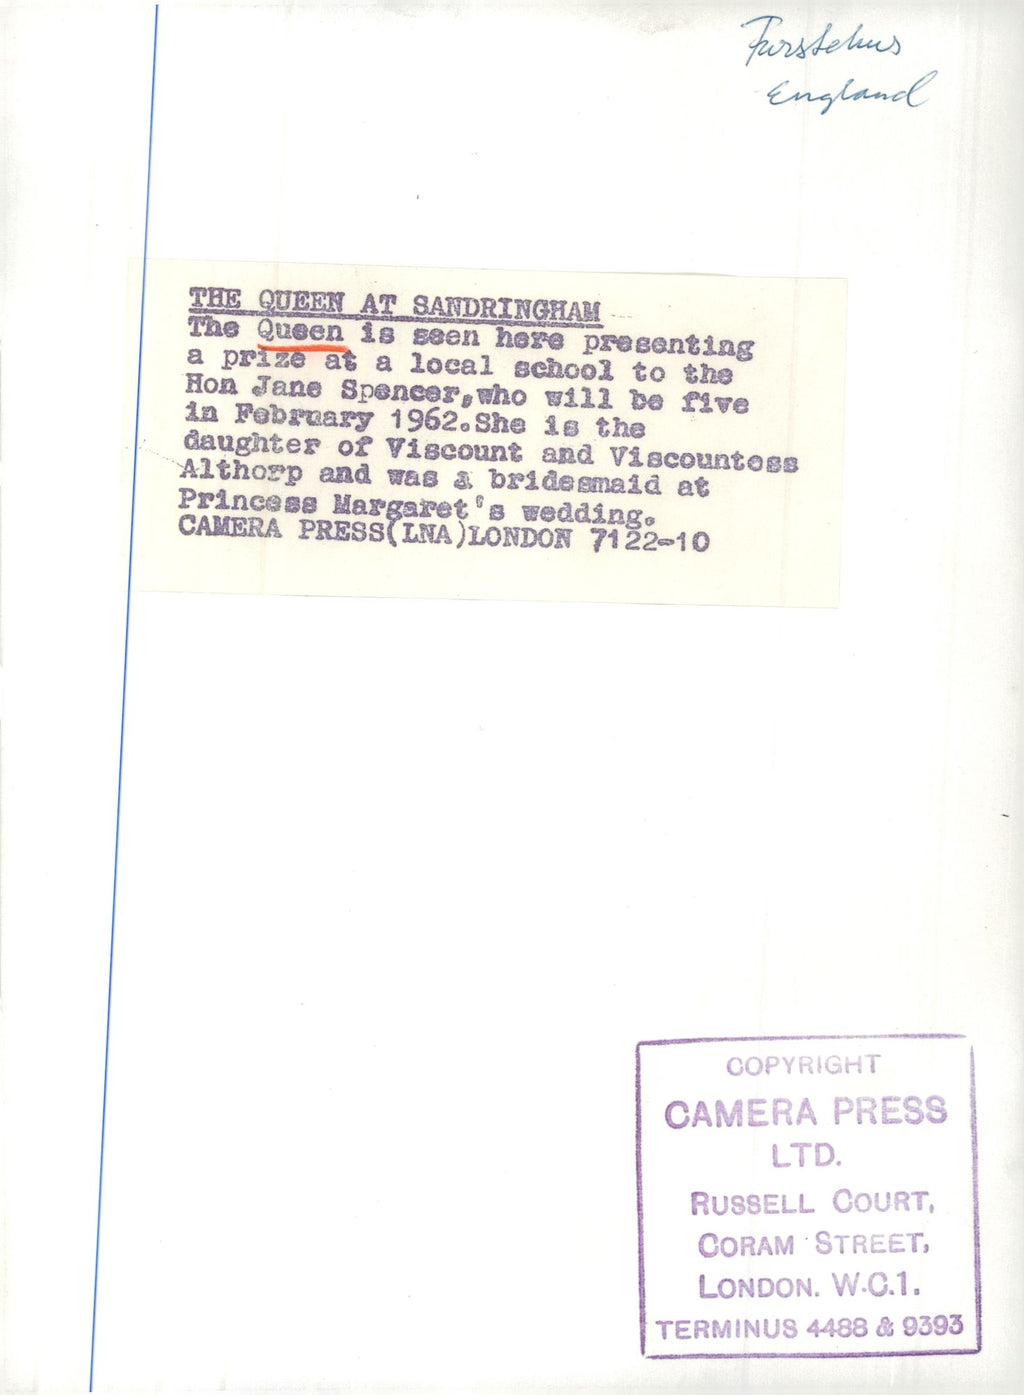 Furstehus
England
THE QUEEN AT SANDRINGHAM
The Queen is seen here presenting
a prize at a local school to the
Hon Jane Spencer,who will be five
in February 1962.She is the
daughter of Viscount and Viscountess
Althorp and was a bridesmaid at
Princess Margaret's wedding.
CAMERA PRESS(LNA)LONDON 7122-10
COPYRIGHT
CAMERA PRESS
LTD.
RUSSELL COURT,
CORAM STREET,
LONDON. W.C.1.
TERMINUS 4488 & 9393